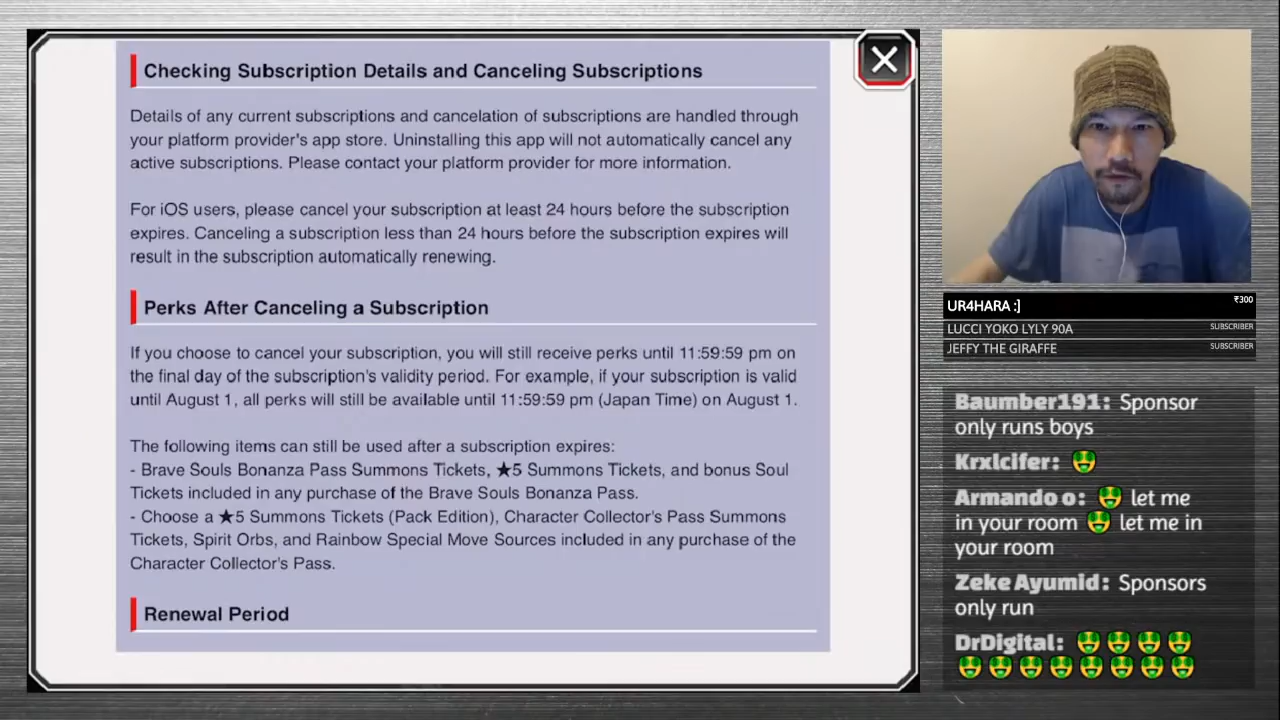 Checking Subscription Details and Canceling Subscriptions
Details of any current subscriptions and cancelation of subscriptions are handled through
your platform provider's app store. Uninstalling the app will not automatically cancel any
active subscriptions. Please contact your platform provider for more information.
For iOS users, please cancel your subscription at least 24 hours before the subscription
expires. Canceling a subscription less than 24 hours before the subscription expires will
result in the subscription automatically renewing.
Perks After Canceling a Subscription
If you choose to cancel your subscription, you will still receive perks until 11:59:59 pm on
the final day of the subscription's validity period. For example, if your subscription is valid
until August 1, all perks will still be available until 11:59:59 pm (Japan Time) on August 1.
The following items can still be used after a subscription expires:
- Brave Souls Bonanza Pass Summons Tickets, ★5 Summons Tickets, and bonus Soul
Tickets included in any purchase of the Brave Souls Bonanza Pass.
- Choose a ★5 Summons Tickets (Pack Edition), Character Collector's Pass Summons
Tickets, Spirit Orbs, and Rainbow Special Move Sources included in any purchase of the
Character Collector's Pass.
Renewal Period
UR4HARA :] ₹300
LUCCI YOKO LYLY 90A SUBSCRIBER
JEFFY THE GIRAFFE SUBSCRIBER
Baumber191: Sponsor
only runs boys
Krxlcifer: 🤑
Armando o: 🤑 let me
in your room 🤑 let me in
your room
Zeke Ayumid: Sponsors
only run
DrDigital: 🤑🤑🤑🤑
🤑🤑🤑🤑🤑🤑🤑🤑